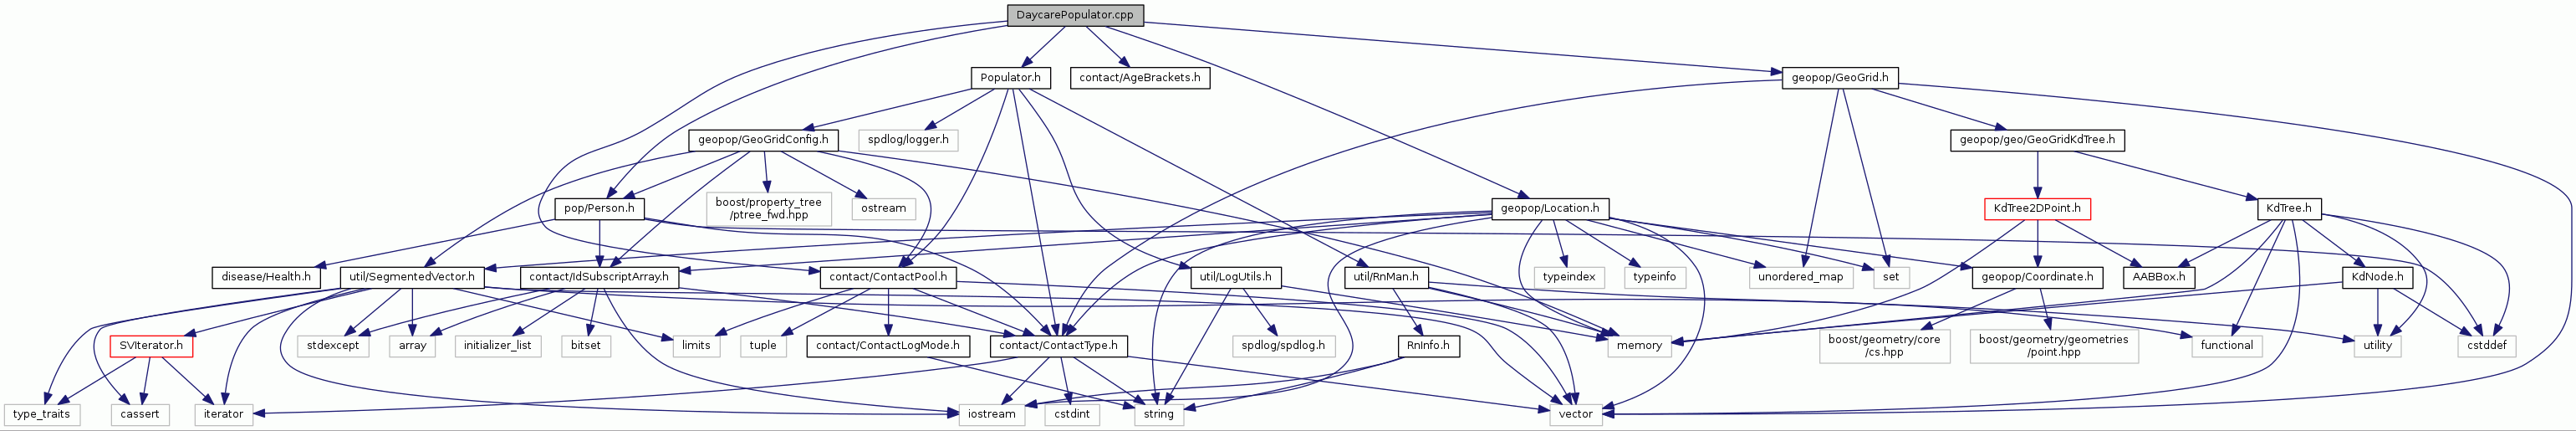 DaycarePopulator.cpp
Populator.h
contact/AgeBrackets.h
geopop/GeoGrid.h
geopop/GeoGridConfig.h
spdlog/logger.h
geopop/geo/GeoGridKdTree.h
pop/Person.h
boost/property_tree
/ptree_fwd.hpp
ostream
geopop/Location.h
KdTree2DPoint.h
KdTree.h
disease/Health.h
util/SegmentedVector.h
contact/IdSubscriptArray.h
contact/ContactPool.h
util/LogUtils.h
util/RnMan.h
typeindex
typeinfo
unordered_map
set
geopop/Coordinate.h
AABBox.h
KdNode.h
SVIterator.h
stdexcept
array
initializer_list
bitset
limits
tuple
contact/ContactLogMode.h
contact/ContactType.h
spdlog/spdlog.h
RnInfo.h
memory
boost/geometry/core
/cs.hpp
boost/geometry/geometries
/point.hpp
functional
utility
cstddef
type_traits
cassert
iterator
iostream
cstdint
string
vector